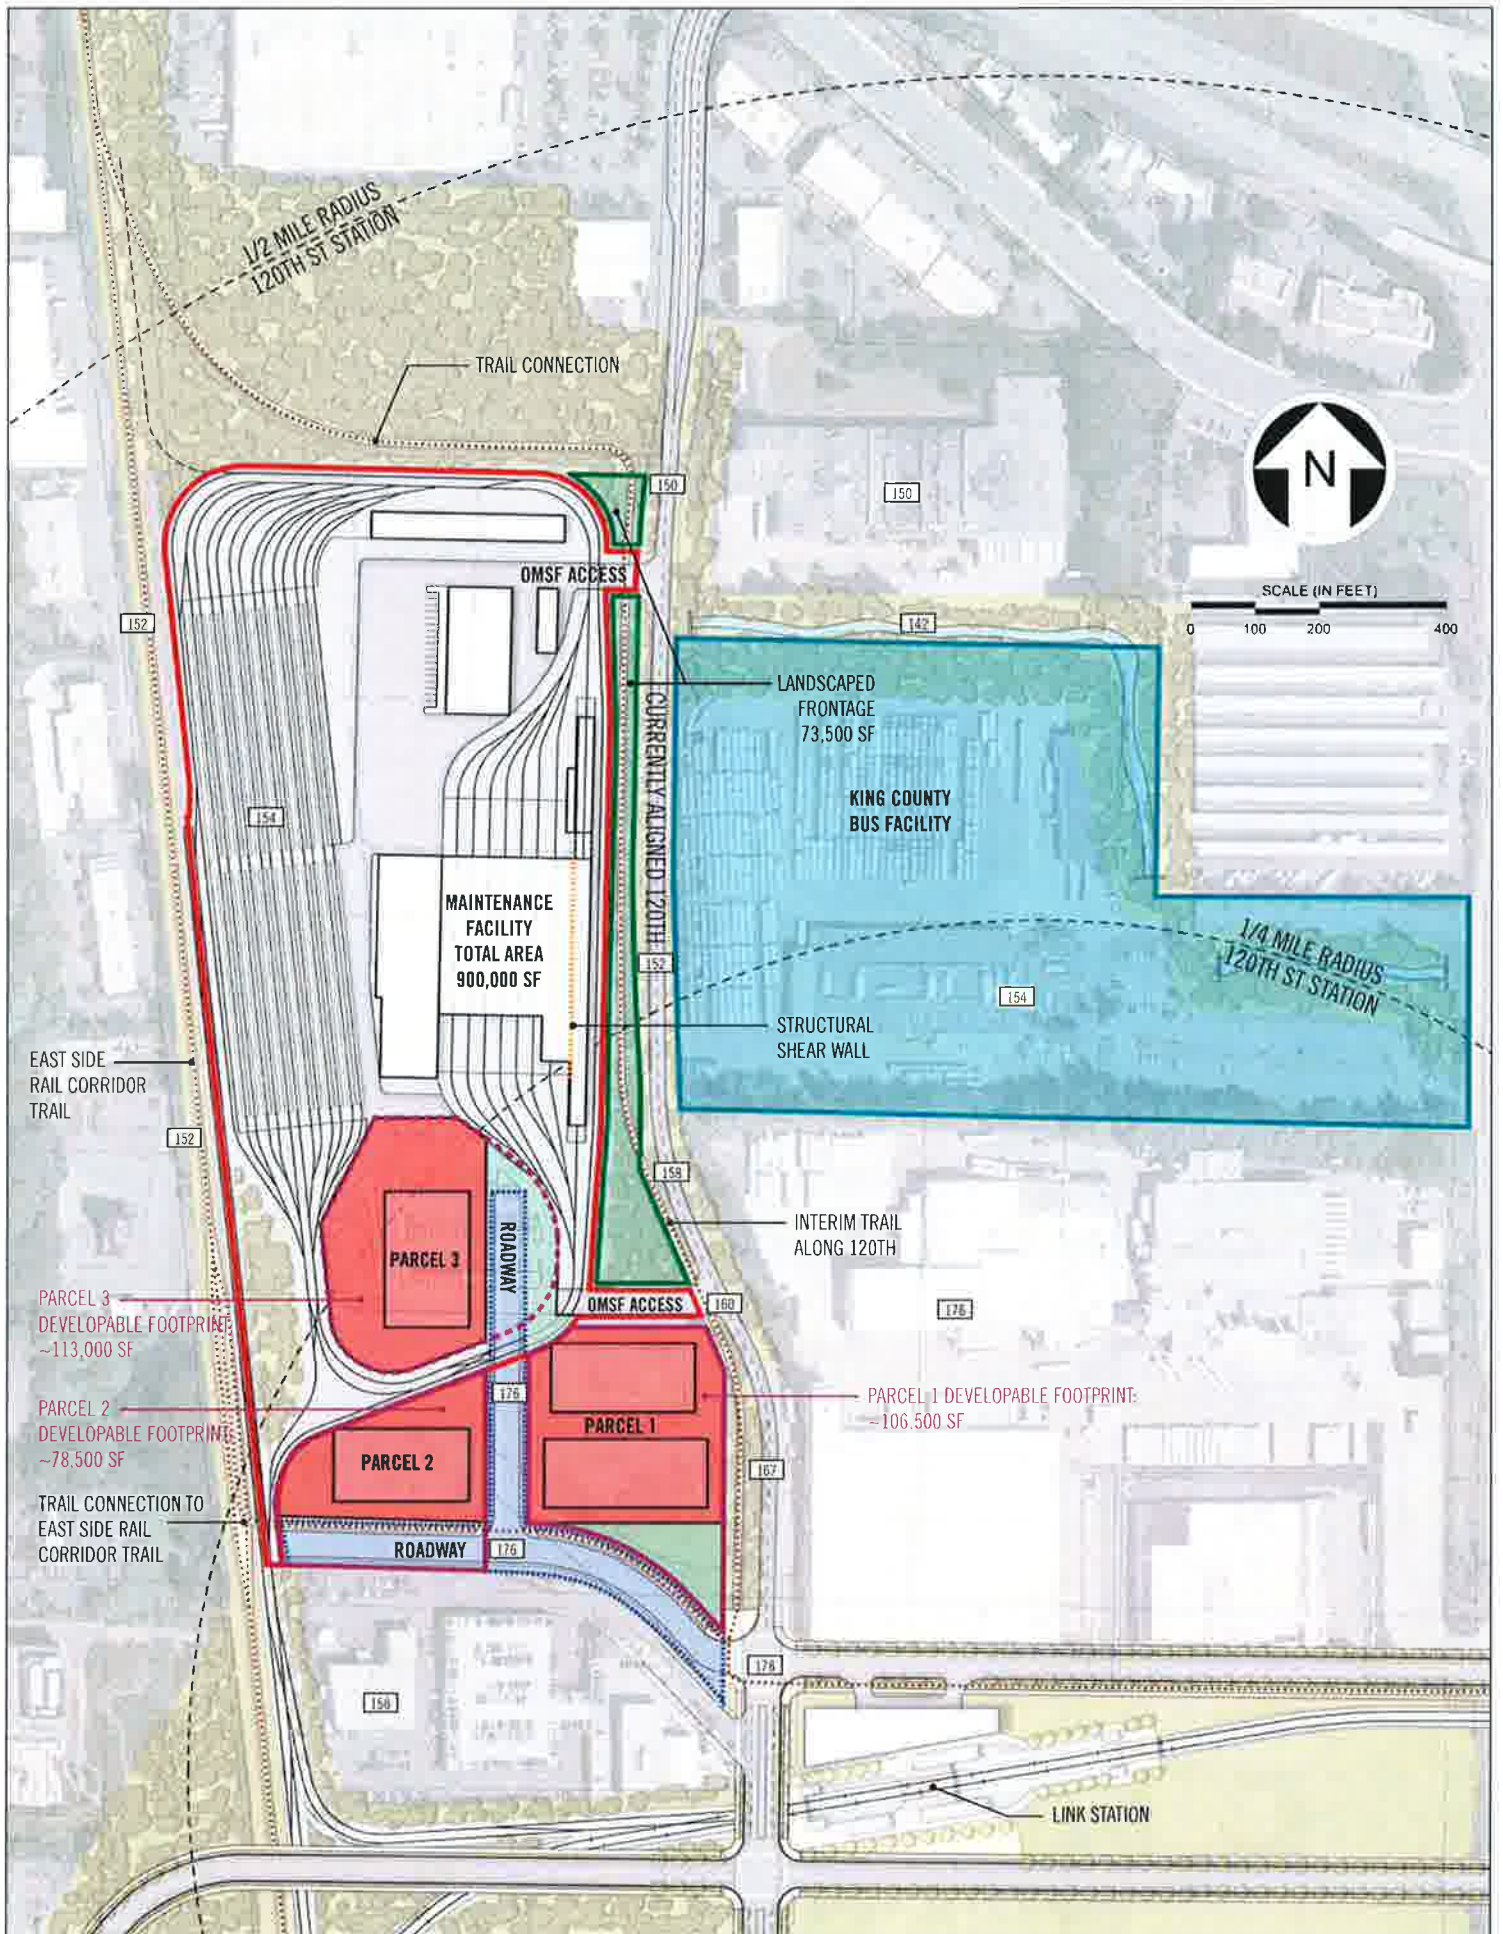 1/2 MILE RADIUS
120TH ST STATION
TRAIL CONNECTION
150
150
N
OMSF ACCESS
SCALE (IN FEET)
0 100 200 400
152
142
LANDSCAPED
FRONTAGE
73,500 SF
CURRENTLY ALIGNED 120TH
KING COUNTY
BUS FACILITY
154
MAINTENANCE
FACILITY
TOTAL AREA
900,000 SF
1/4 MILE RADIUS
120TH ST STATION
152
154
STRUCTURAL
SHEAR WALL
EAST SIDE
RAIL CORRIDOR
TRAIL
152
158
INTERIM TRAIL
ALONG 120TH
ROADWAY
PARCEL 3
PARCEL 3
DEVELOPABLE FOOTPRINT:
~113,000 SF
OMSF ACCESS
160
176
176
PARCEL 1 DEVELOPABLE FOOTPRINT:
~106,500 SF
PARCEL 2
DEVELOPABLE FOOTPRINT:
~78,500 SF
PARCEL 1
PARCEL 2
167
TRAIL CONNECTION TO
EAST SIDE RAIL
CORRIDOR TRAIL
ROADWAY
176
176
156
LINK STATION